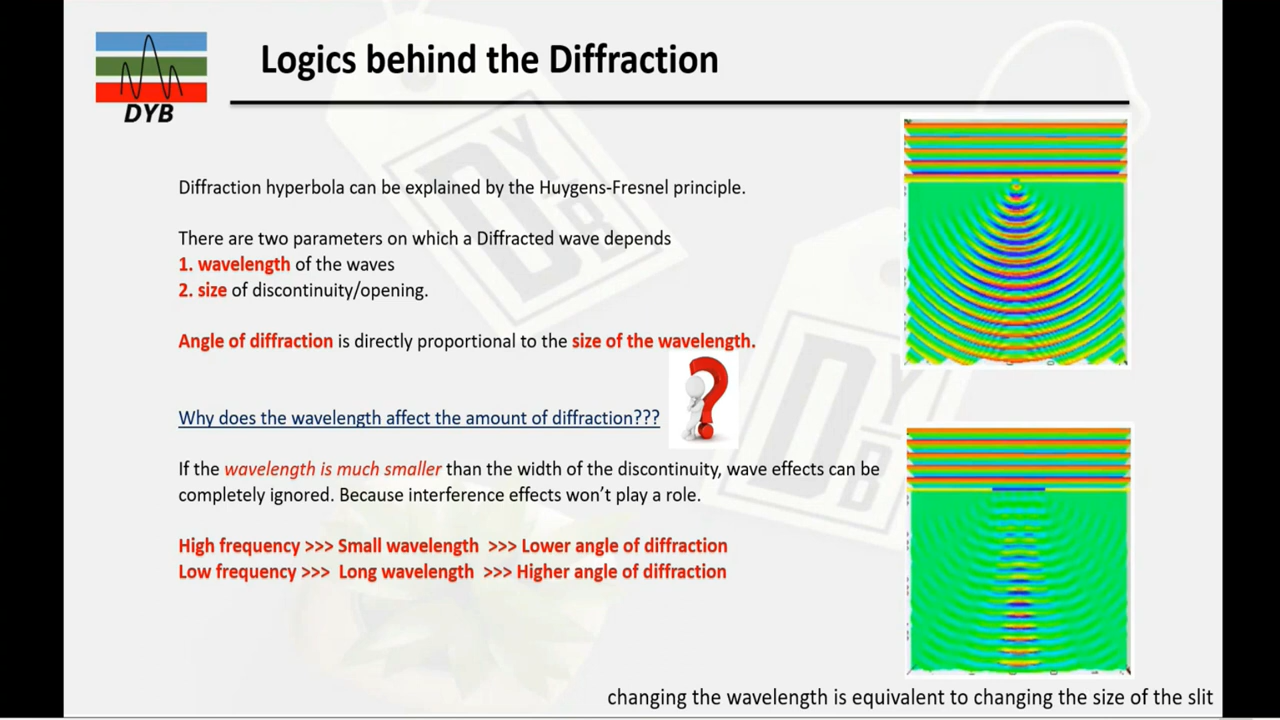 Logics behind the Diffraction
DYB
Diffraction hyperbola can be explained by the Huygens-Fresnel principle.
There are two parameters on which a Diffracted wave depends
1. wavelength of the waves
2. size of discontinuity/opening.
Angle of diffraction is directly proportional to the size of the wavelength.
Why does the wavelength affect the amount of diffraction???
If the wavelength is much smaller than the width of the discontinuity, wave effects can be
completely ignored. Because interference effects won't play a role.
High frequency >>> Small wavelength >>> Lower angle of diffraction
Low frequency >>> Long wavelength >>> Higher angle of diffraction
changing the wavelength is equivalent to changing the size of the slit
DYB
DYB